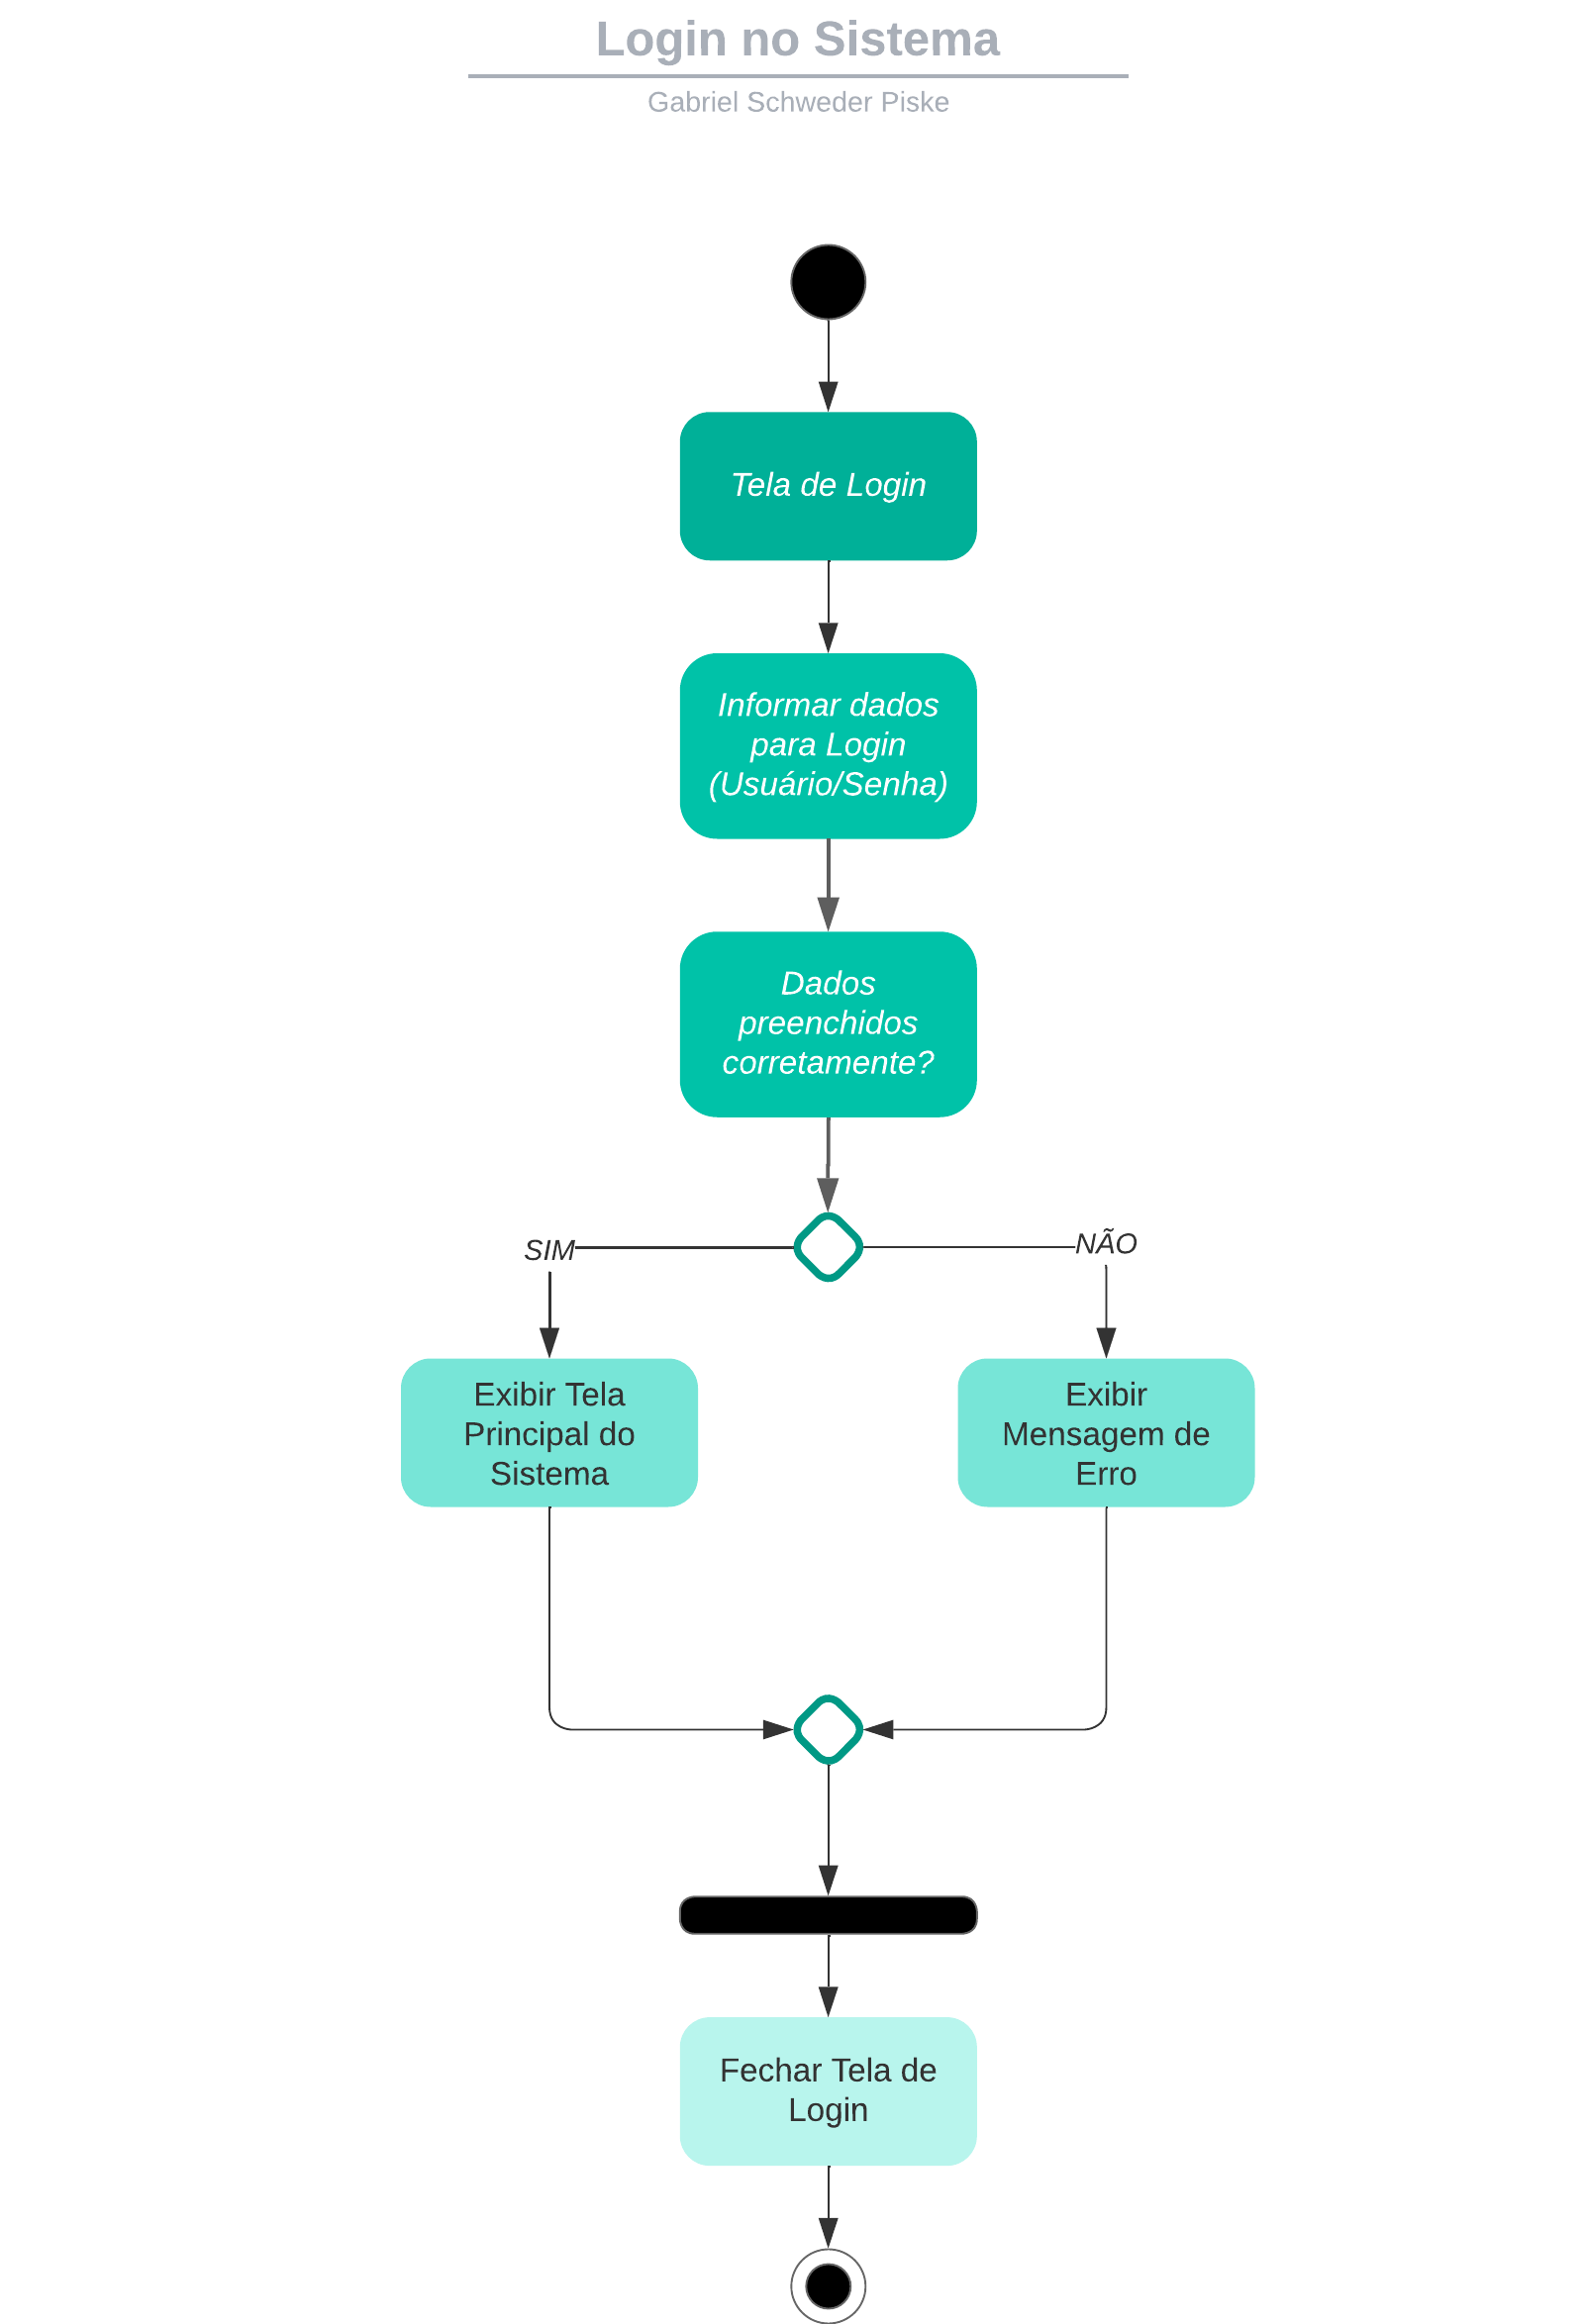 Login no Sistema
Gabriel Schweder Piske
Tela de Login
Informar dados
para Login
(Usuário/Senha)
Dados
preenchidos
corretamente?
SIM
NÃO
Exibir Tela
Principal do
Sistema
Exibir
Mensagem de
Erro
Fechar Tela de
Login